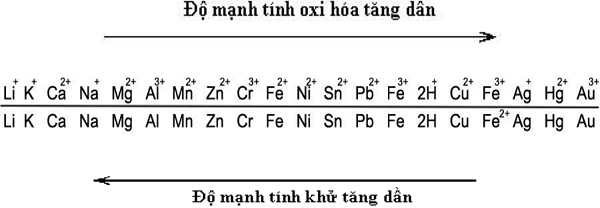 Độ mạnh tính oxi hóa tăng dần
Li⁺ K⁺ Ca²⁺ Na⁺ Mg²⁺ Al³⁺ Mn²⁺ Zn²⁺ Cr³⁺ Fe²⁺ Ni²⁺ Sn²⁺ Pb²⁺ Fe³⁺ 2H⁺ Cu²⁺ Fe³⁺ Ag⁺ Hg²⁺ Au³⁺
Li K Ca Na Mg Al Mn Zn Cr Fe Ni Sn Pb Fe 2H Cu Fe²⁺ Ag Hg Au
Độ mạnh tính khử tăng dần